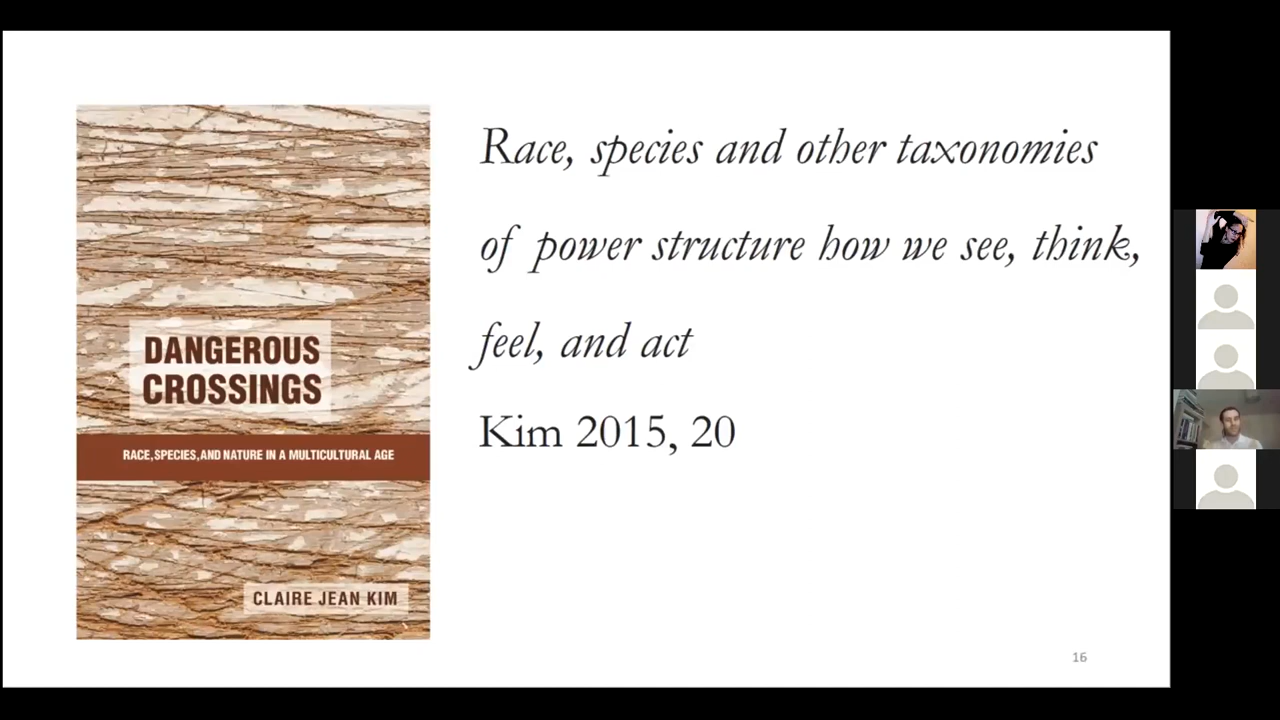 DANGEROUS
CROSSINGS
RACE, SPECIES, AND NATURE IN A MULTICULTURAL AGE
CLAIRE JEAN KIM
Race, species and other taxonomies
of power structure how we see, think,
feel, and act
Kim 2015, 20
16